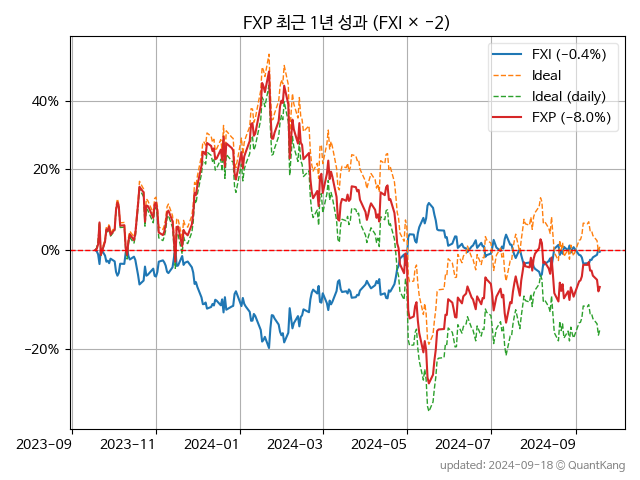 FXP 최근 1년 성과 (FXI × −2)
FXI (−0.4%)
Ideal
Ideal (daily)
FXP (−8.0%)
40%
20%
0%
−20%
2023-09
2023-11
2024-01
2024-03
2024-05
2024-07
2024-09
updated: 2024-09-18 © QuantKang